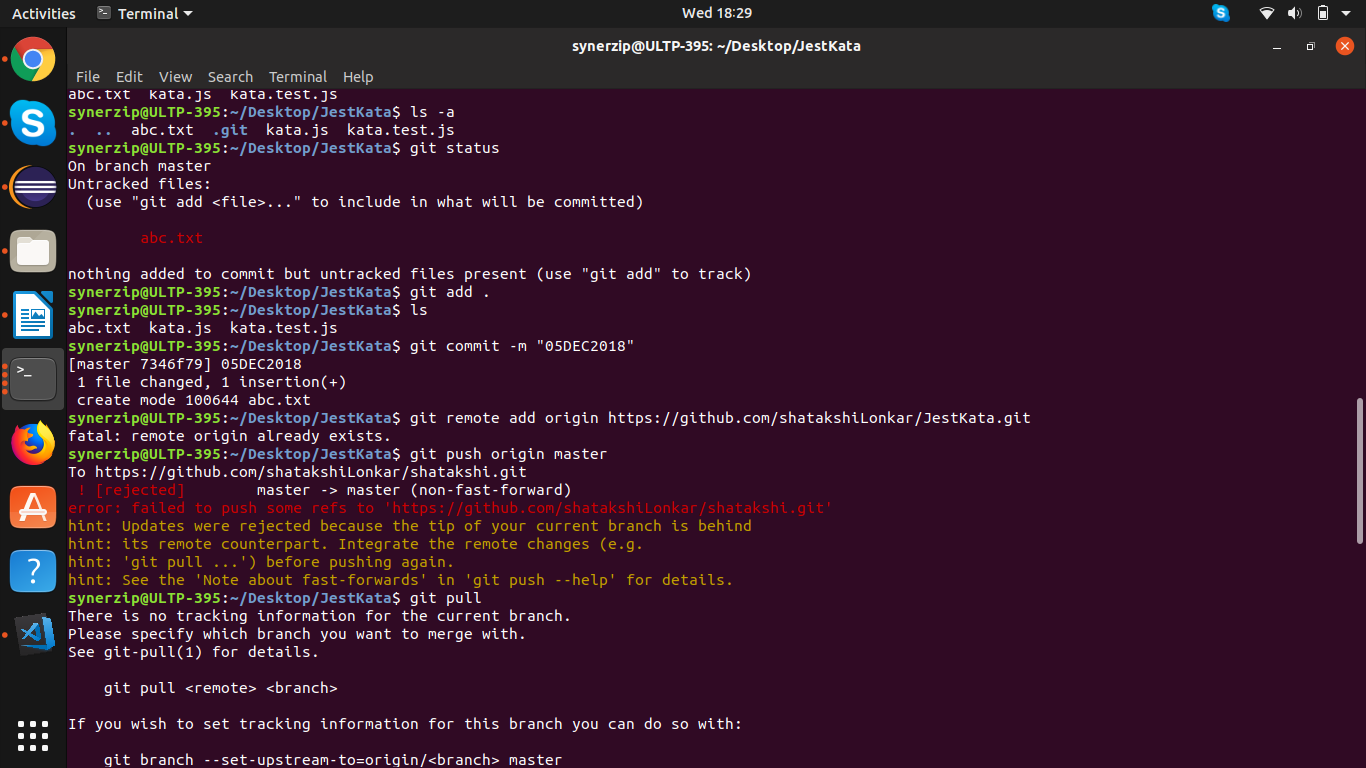 Activities Terminal Wed 18:29
synerzip@ULTP-395: ~/Desktop/JestKata
File Edit View Search Terminal Help
abc.txt  kata.js  kata.test.js
synerzip@ULTP-395:~/Desktop/JestKata$ ls -a
.  ..  abc.txt  .git  kata.js  kata.test.js
synerzip@ULTP-395:~/Desktop/JestKata$ git status
On branch master
Untracked files:
  (use "git add <file>..." to include in what will be committed)
        abc.txt
nothing added to commit but untracked files present (use "git add" to track)
synerzip@ULTP-395:~/Desktop/JestKata$ git add .
synerzip@ULTP-395:~/Desktop/JestKata$ ls
abc.txt  kata.js  kata.test.js
synerzip@ULTP-395:~/Desktop/JestKata$ git commit -m "05DEC2018"
[master 7346f79] 05DEC2018
 1 file changed, 1 insertion(+)
 create mode 100644 abc.txt
synerzip@ULTP-395:~/Desktop/JestKata$ git remote add origin https://github.com/shatakshiLonkar/JestKata.git
fatal: remote origin already exists.
synerzip@ULTP-395:~/Desktop/JestKata$ git push origin master
To https://github.com/shatakshiLonkar/shatakshi.git
 ! [rejected]        master -> master (non-fast-forward)
error: failed to push some refs to 'https://github.com/shatakshiLonkar/shatakshi.git'
hint: Updates were rejected because the tip of your current branch is behind
hint: its remote counterpart. Integrate the remote changes (e.g.
hint: 'git pull ...') before pushing again.
hint: See the 'Note about fast-forwards' in 'git push --help' for details.
synerzip@ULTP-395:~/Desktop/JestKata$ git pull
There is no tracking information for the current branch.
Please specify which branch you want to merge with.
See git-pull(1) for details.
    git pull <remote> <branch>
If you wish to set tracking information for this branch you can do so with:
    git branch --set-upstream-to=origin/<branch> master